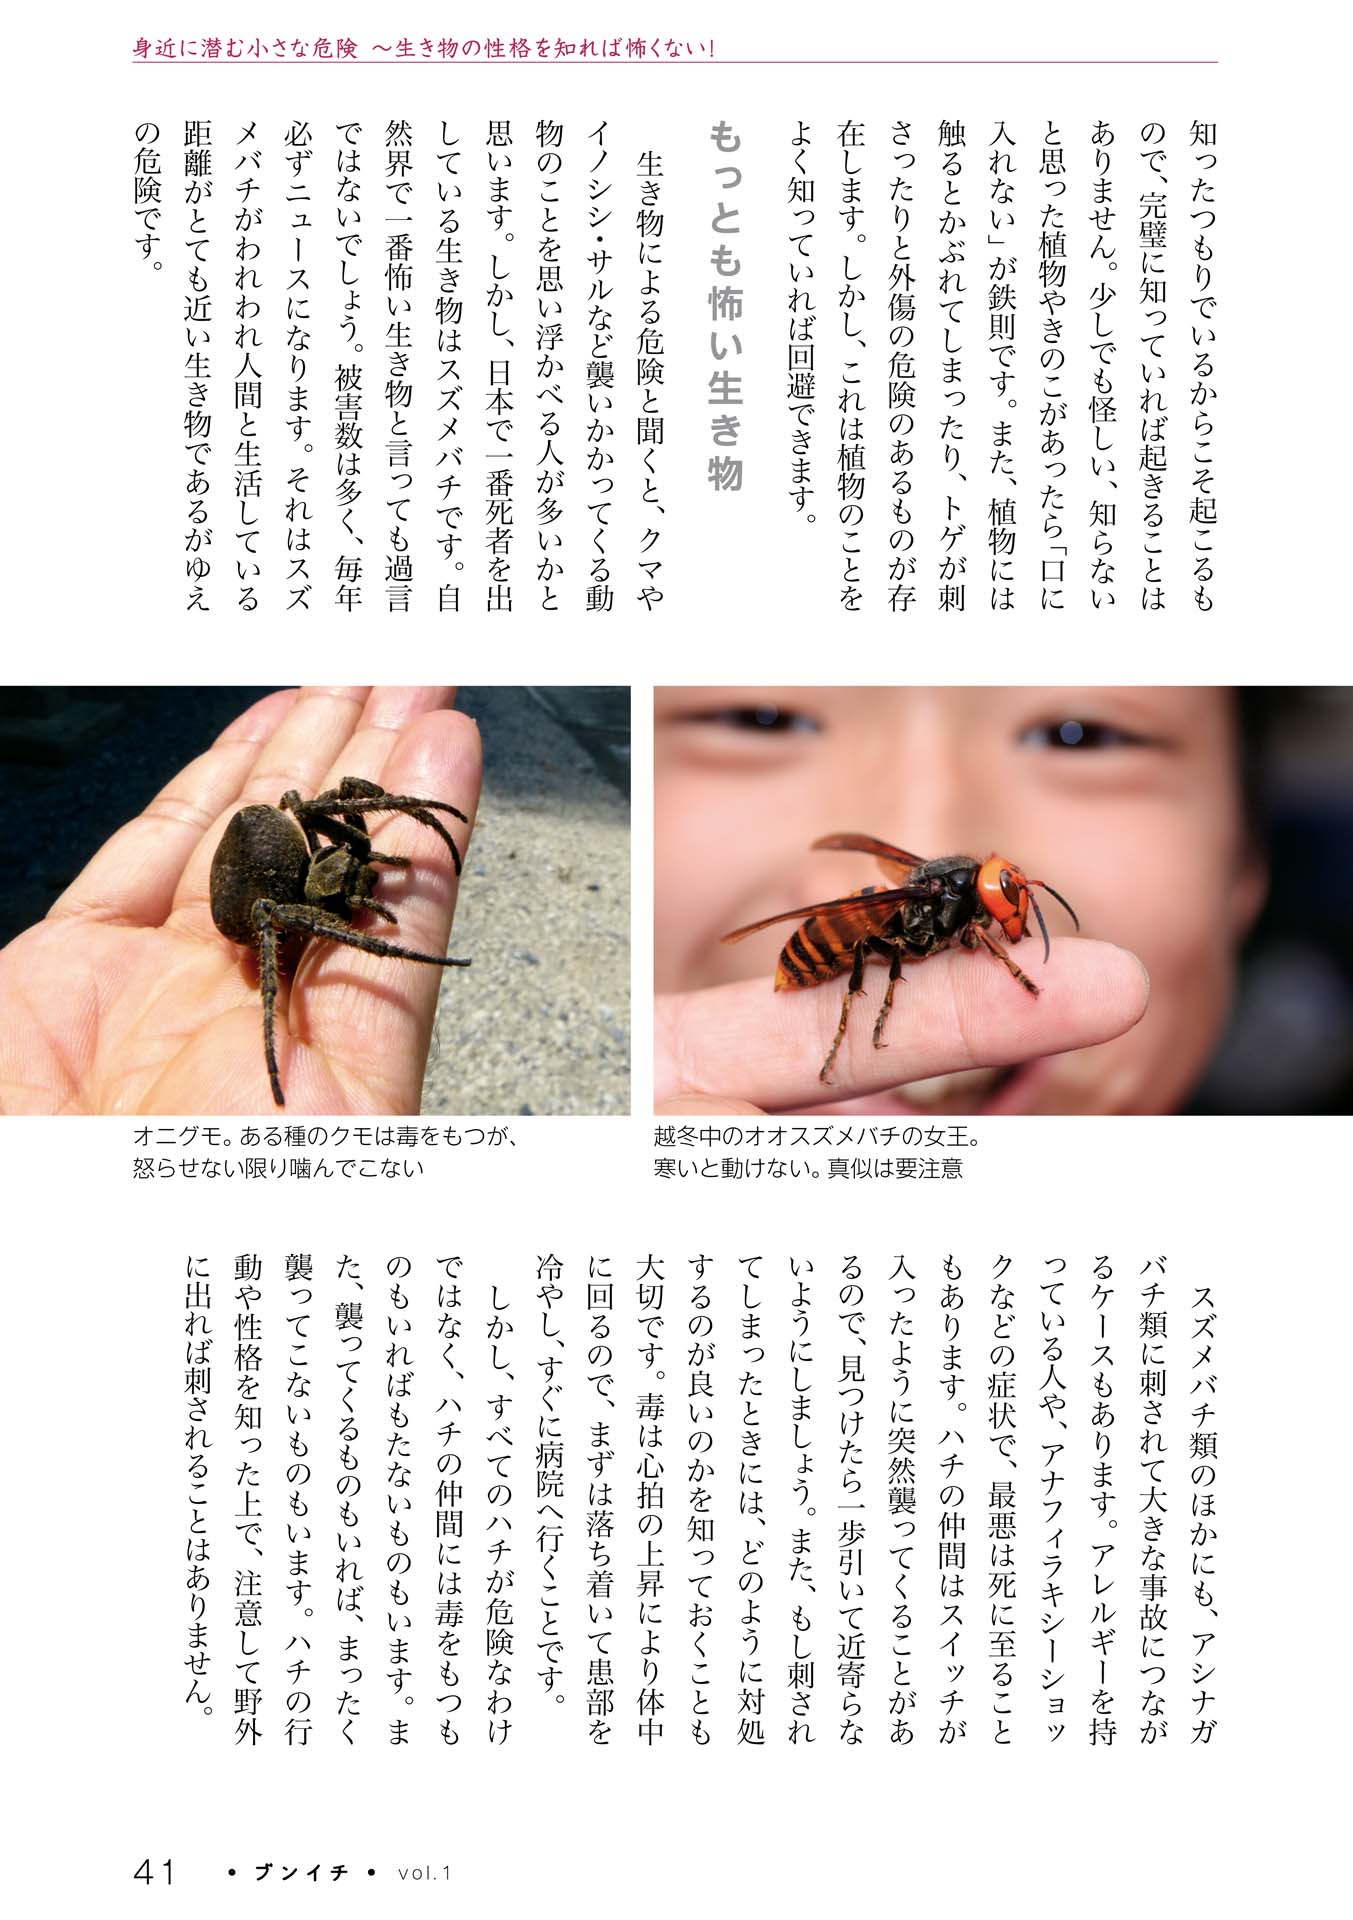 身近に潜む小さな危険 ～生き物の性格を知れば怖くない！
知ったつもりでいるからこそ起こるも
ので、完璧に知っていれば起きることは
ありません。少しでも怪しい、知らない
と思った植物やきのこがあったら「口に
入れない」が鉄則です。また、植物には
触るとかぶれてしまったり、トゲが刺
さったりと外傷の危険のあるものが存
在します。しかし、これは植物のことを
よく知っていれば回避できます。
もっとも怖い生き物
生き物による危険と聞くと、クマや
イノシシ・サルなど襲いかかってくる動
物のことを思い浮かべる人が多いかと
思います。しかし、日本で一番死者を出
している生き物はスズメバチです。自
然界で一番怖い生き物と言っても過言
ではないでしょう。被害数は多く、毎年
必ずニュースになります。それはスズ
メバチがわれわれ人間と生活している
距離がとても近い生き物であるがゆえ
の危険です。
越冬中のオオスズメバチの女王。
寒いと動けない。真似は要注意
オニグモ。ある種のクモは毒をもつが、
怒らせない限り噛んでこない
スズメバチ類のほかにも、アシナガ
バチ類に刺されて大きな事故につなが
るケースもあります。アレルギーを持
っている人や、アナフィラキシーショッ
クなどの症状で、最悪は死に至ること
もあります。ハチの仲間はスイッチが
入ったように突然襲ってくることがあ
るので、見つけたら一歩引いて近寄らな
いようにしましょう。また、もし刺され
てしまったときには、どのように対処
するのが良いのかを知っておくことも
大切です。毒は心拍の上昇により体中
に回るので、まずは落ち着いて患部を
冷やし、すぐに病院へ行くことです。
しかし、すべてのハチが危険なわけ
ではなく、ハチの仲間には毒をもつも
のもいればもたないものもいます。ま
た、襲ってくるものもいれば、まったく
襲ってこないものもいます。ハチの行
動や性格を知った上で、注意して野外
に出れば刺されることはありません。
41 ・ブンイチ・ vol.1